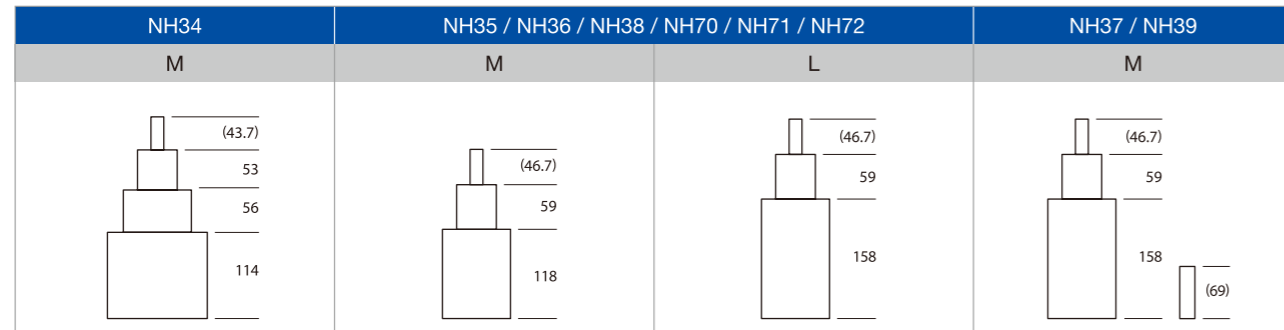 NH34
NH35 / NH36 / NH38 / NH70 / NH71 / NH72
NH37 / NH39
M
M
L
M
(43.7)
53
56
114
(46.7)
59
118
(46.7)
59
158
(46.7)
59
158
(69)